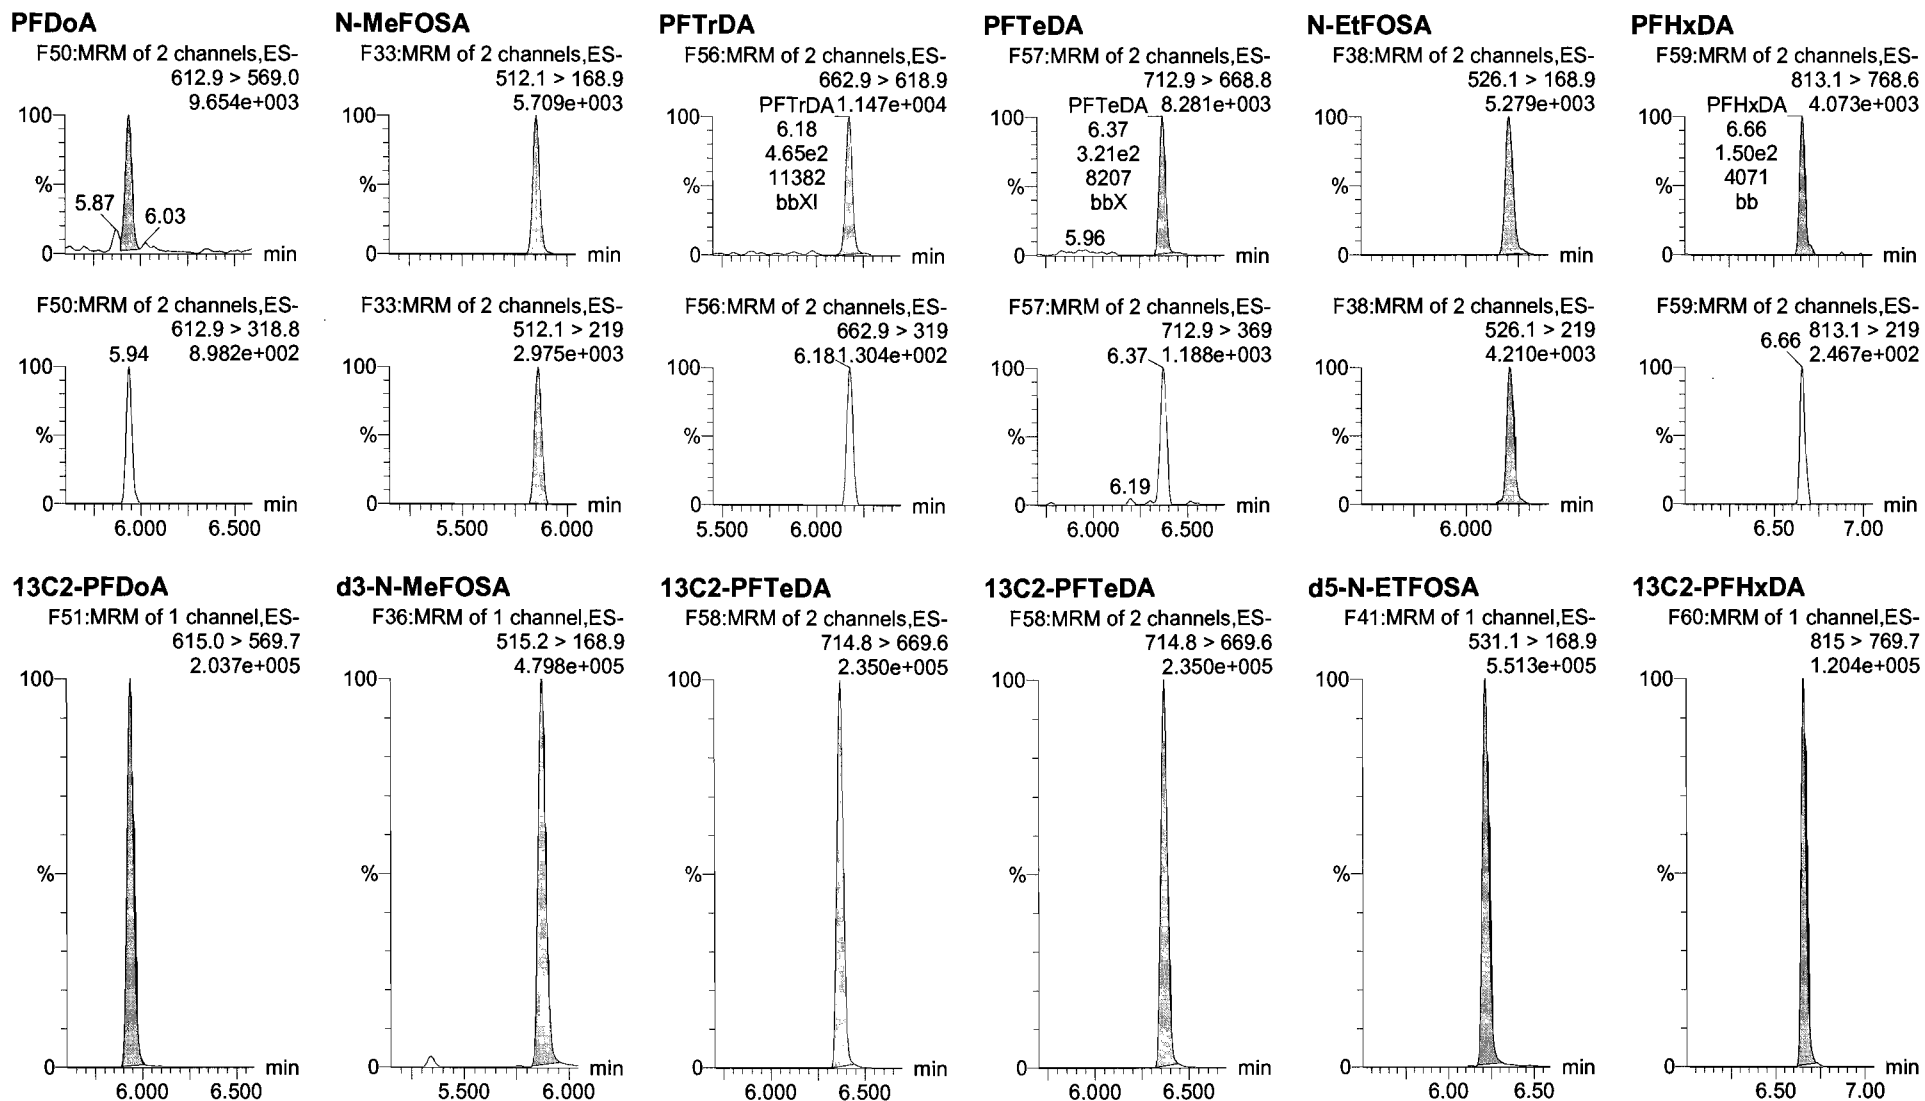 PFDoA
F50:MRM of 2 channels,ES-
612.9 > 569.0
9.654e+003
100
%
0
5.87
6.03
min
F50:MRM of 2 channels,ES-
612.9 > 318.8
5.94 8.982e+002
100
%
0
min
6.000 6.500
N-MeFOSA
F33:MRM of 2 channels,ES-
512.1 > 168.9
5.709e+003
100
%
0
min
F33:MRM of 2 channels,ES-
512.1 > 219
2.975e+003
100
%
0
min
5.500 6.000
PFTrDA
F56:MRM of 2 channels,ES-
662.9 > 618.9
PFTrDA 1.147e+004
6.18
4.65e2
11382
bbXI
100
%
0
min
F56:MRM of 2 channels,ES-
662.9 > 319
6.18 1.304e+002
100
%
0
min
5.500 6.000
PFTeDA
F57:MRM of 2 channels,ES-
712.9 > 668.8
PFTeDA 8.281e+003
6.37
3.21e2
8207
bbX
5.96
100
%
0
min
F57:MRM of 2 channels,ES-
712.9 > 369
6.37 1.188e+003
6.19
100
%
0
min
6.000 6.500
N-EtFOSA
F38:MRM of 2 channels,ES-
526.1 > 168.9
5.279e+003
100
%
0
min
F38:MRM of 2 channels,ES-
526.1 > 219
4.210e+003
100
%
0
min
6.000
PFHxDA
F59:MRM of 2 channels,ES-
813.1 > 768.6
PFHxDA 4.073e+003
6.66
1.50e2
4071
bb
100
%
0
min
F59:MRM of 2 channels,ES-
813.1 > 219
6.66 2.467e+002
100
%
0
min
6.50 7.00
13C2-PFDoA
F51:MRM of 1 channel,ES-
615.0 > 569.7
2.037e+005
100
%
0
min
6.000 6.500
d3-N-MeFOSA
F36:MRM of 1 channel,ES-
515.2 > 168.9
4.798e+005
100
%
0
min
5.500 6.000
13C2-PFTeDA
F58:MRM of 2 channels,ES-
714.8 > 669.6
2.350e+005
100
%
0
min
6.000 6.500
13C2-PFTeDA
F58:MRM of 2 channels,ES-
714.8 > 669.6
2.350e+005
100
%
0
min
6.000 6.500
d5-N-ETFOSA
F41:MRM of 1 channel,ES-
531.1 > 168.9
5.513e+005
100
%
0
min
6.00 6.50
13C2-PFHxDA
F60:MRM of 1 channel,ES-
815 > 769.7
1.204e+005
100
%
0
min
6.50 7.00